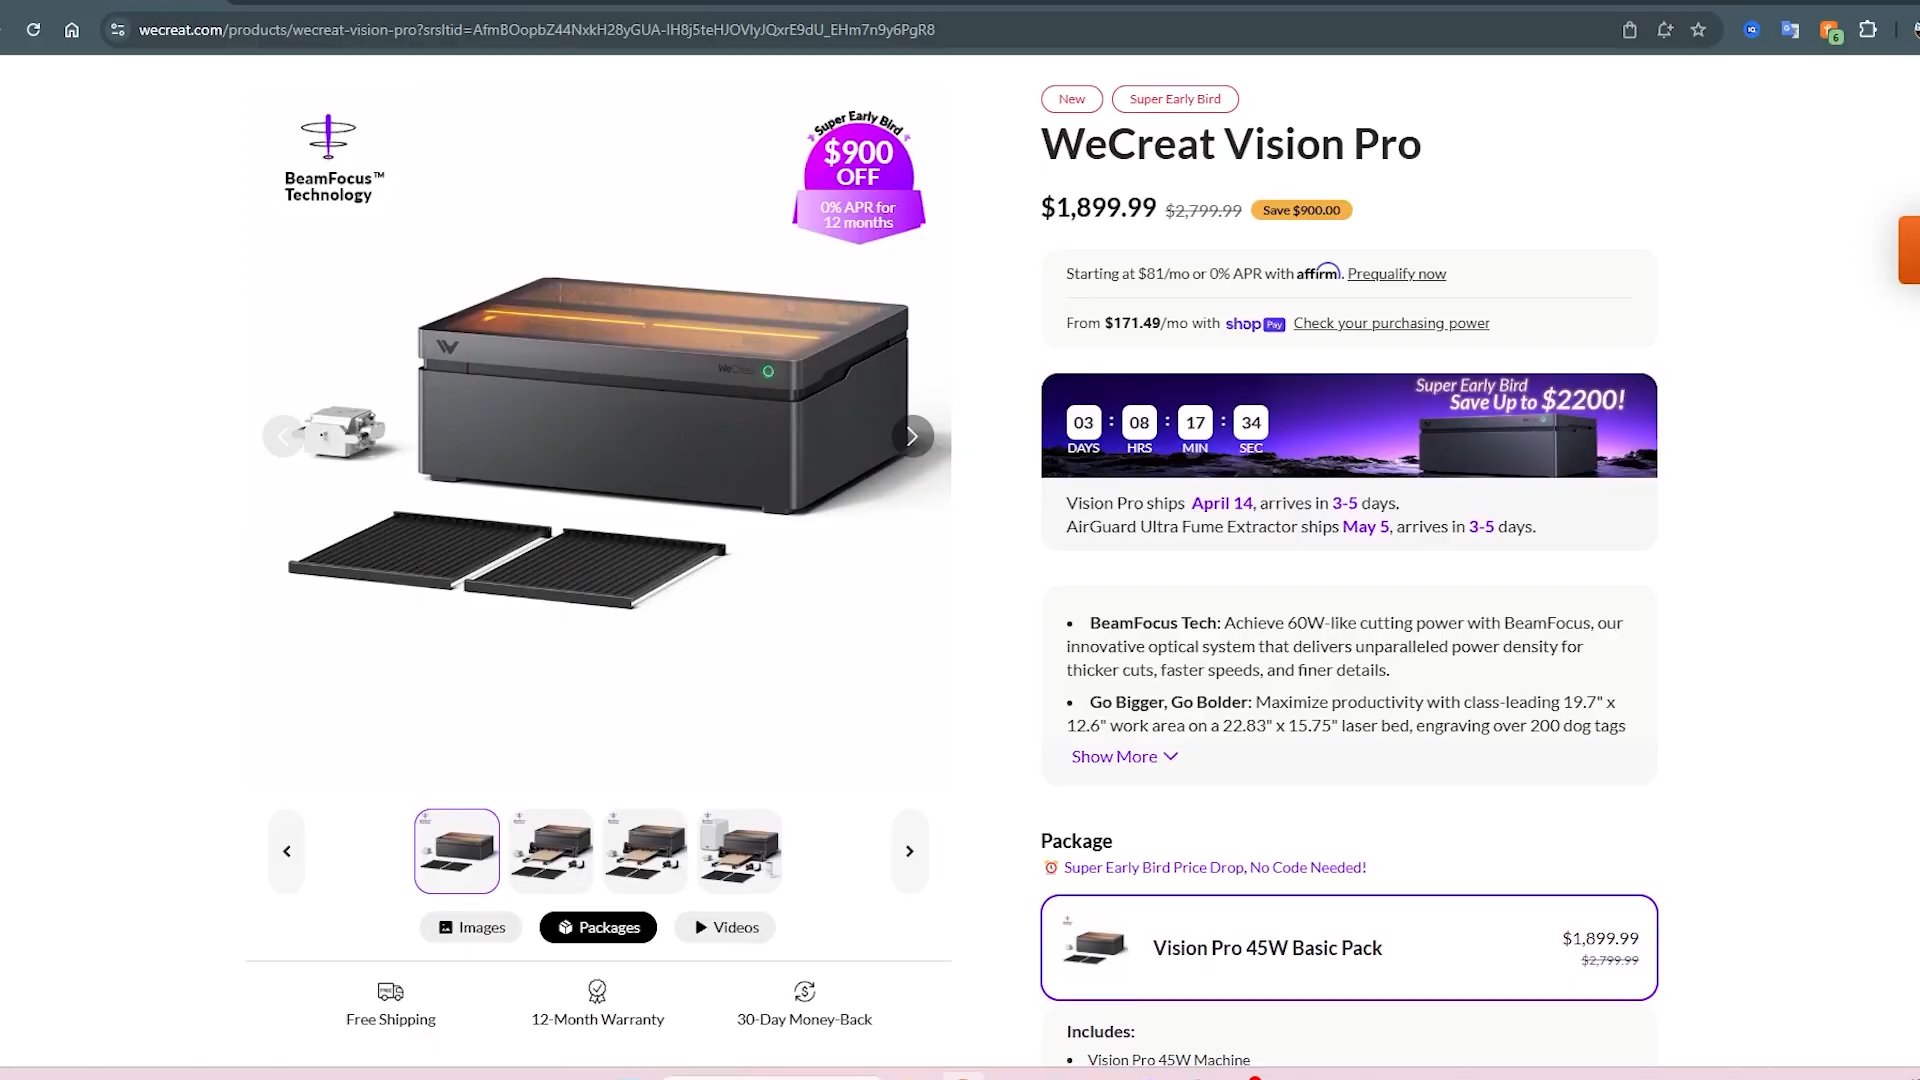 wecreat.com/products/wecreat-vision-pro?srsltid=AfmBOopbZ44NxkH28yGUA-IH8j5teHJOVIyJQxrE9dU_EHm7n9y6PgR8
6
BeamFocus™
Technology
Super Early Bird
$900
OFF
0% APR for
12 months
WeCreat
New
Super Early Bird
WeCreat Vision Pro
$1,899.99 $2,799.99 Save $900.00
Starting at $81/mo or 0% APR with affirm. Prequalify now
From $171.49/mo with shop Pay Check your purchasing power
Super Early Bird
Save Up to $2200!
03 : 08 : 17 : 34
DAYS HRS MIN SEC
Vision Pro ships April 14, arrives in 3-5 days.
AirGuard Ultra Fume Extractor ships May 5, arrives in 3-5 days.
• BeamFocus Tech: Achieve 60W-like cutting power with BeamFocus, our
innovative optical system that delivers unparalleled power density for
thicker cuts, faster speeds, and finer details.
• Go Bigger, Go Bolder: Maximize productivity with class-leading 19.7" x
12.6" work area on a 22.83" x 15.75" laser bed, engraving over 200 dog tags
Show More
Images
Packages
Videos
Free Shipping
12-Month Warranty
30-Day Money-Back
Package
Super Early Bird Price Drop, No Code Needed!
Vision Pro 45W Basic Pack
$1,899.99
$2,799.99
Includes:
• Vision Pro 45W Machine